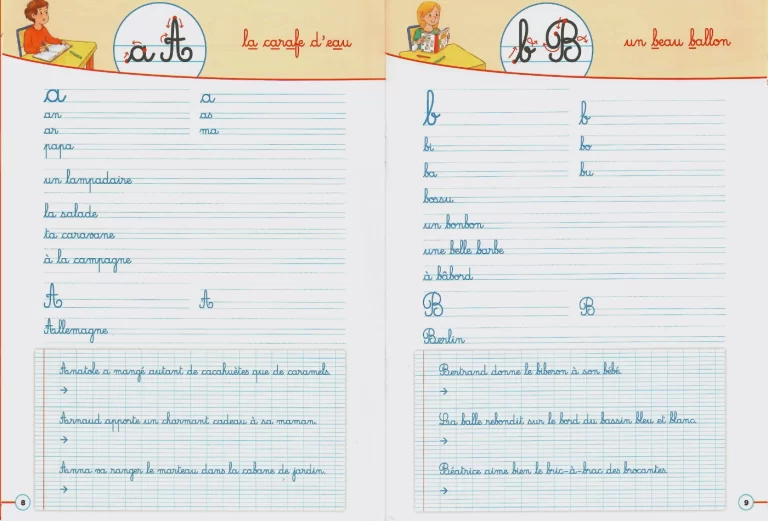 a A
la carafe d'eau
a a
an as
ar ma
papa
un lampadaire
la salade
ta caravane
à la campagne
A A
Allemagne
Anatole a mangé autant de cacahuètes que de caramels.
→
Arnaud apporte un charmant cadeau à sa maman.
→
Anna va ranger le marteau dans la cabane de jardin.
→
8
b B
un beau ballon
b b
bi bo
ba bu
bossu
un bonbon
une belle barbe
à bâbord
B B
Berlin
Bertrand donne le biberon à son bébé.
→
La balle rebondit sur le bord du bassin bleu et blanc.
→
Béatrice aime bien le bric-à-brac des brocantes.
→
9